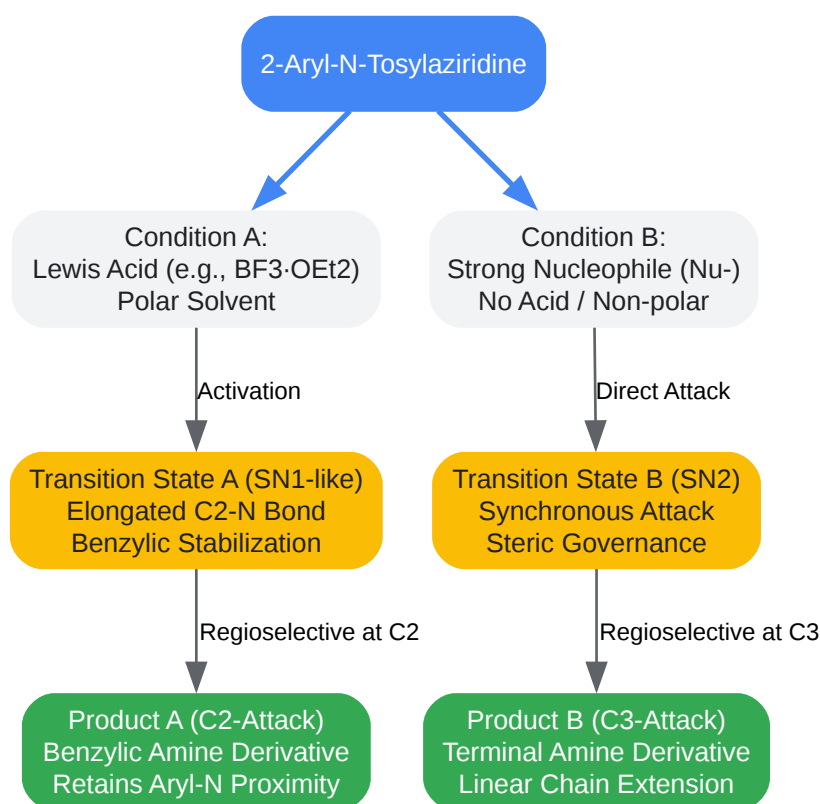 2-Aryl-N-Tosylaziridine
Condition A:
Lewis Acid (e.g., BF3·OEt2)
Polar Solvent
Condition B:
Strong Nucleophile (Nu-)
No Acid / Non-polar
Activation
Direct Attack
Transition State A (SN1-like)
Elongated C2-N Bond
Benzylic Stabilization
Transition State B (SN2)
Synchronous Attack
Steric Governance
Regioselective at C2
Regioselective at C3
Product A (C2-Attack)
Benzylic Amine Derivative
Retains Aryl-N Proximity
Product B (C3-Attack)
Terminal Amine Derivative
Linear Chain Extension